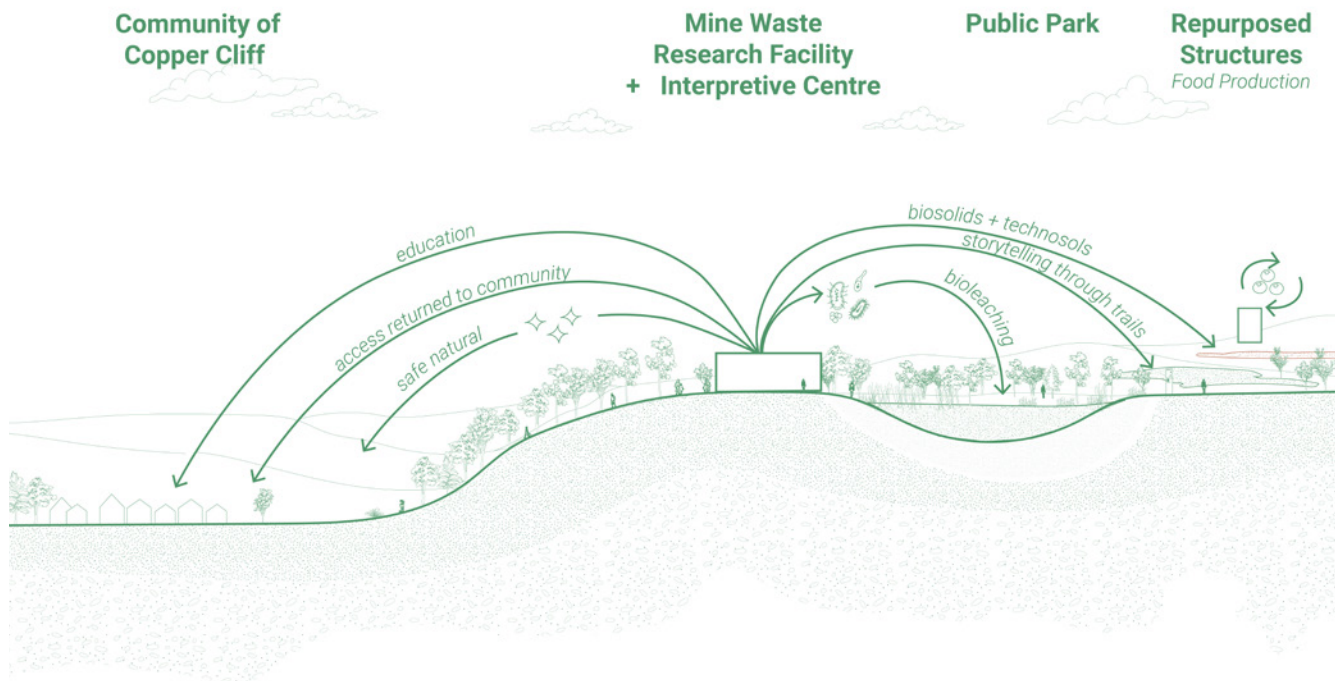 Community of
Copper Cliff
Mine Waste
Research Facility
+ Interpretive Centre
Public Park
Repurposed
Structures
Food Production
education
access returned to community
safe natural
biosolids + technosols
storytelling through trails
bioleaching